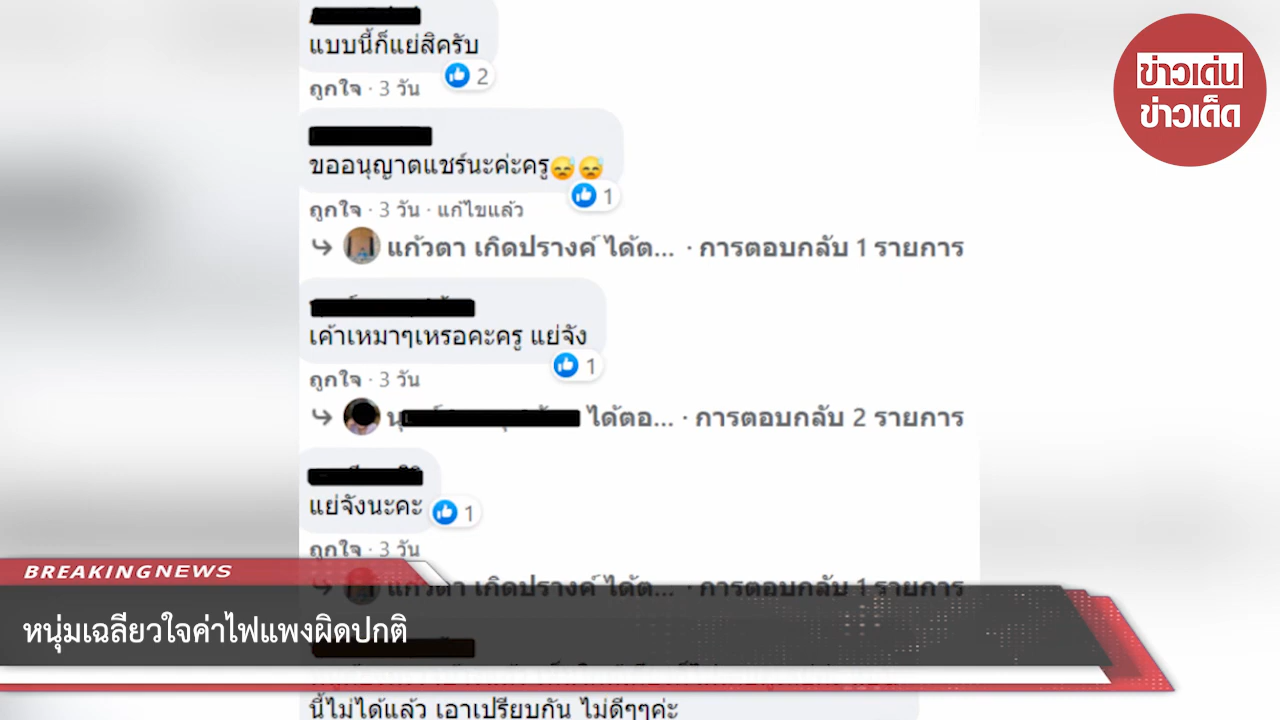 แบบนี้ก็แย่สิครับ
2
ถูกใจ · 3 วัน
ขออนุญาตแชร์นะค่ะครู😓😓
1
ถูกใจ · 3 วัน · แก้ไขแล้ว
แก้วตา เกิดปรางค์ ได้ต... · การตอบกลับ 1 รายการ
เค้าเหมาๆเหรอคะครู แย่จัง
1
ถูกใจ · 3 วัน
ได้ตอ... · การตอบกลับ 2 รายการ
แย่จังนะคะ
1
ถูกใจ · 3 วัน
แก้วตา เกิดปรางค์ ได้ต... · การตอบกลับ 1 รายการ
นี้ไม่ได้แล้ว เอาเปรียบกัน ไม่ดีๆๆค่ะ
BREAKING NEWS
หนุ่มเฉลียวใจค่าไฟแพงผิดปกติ
ข่าวเด่น
ข่าวเด็ด